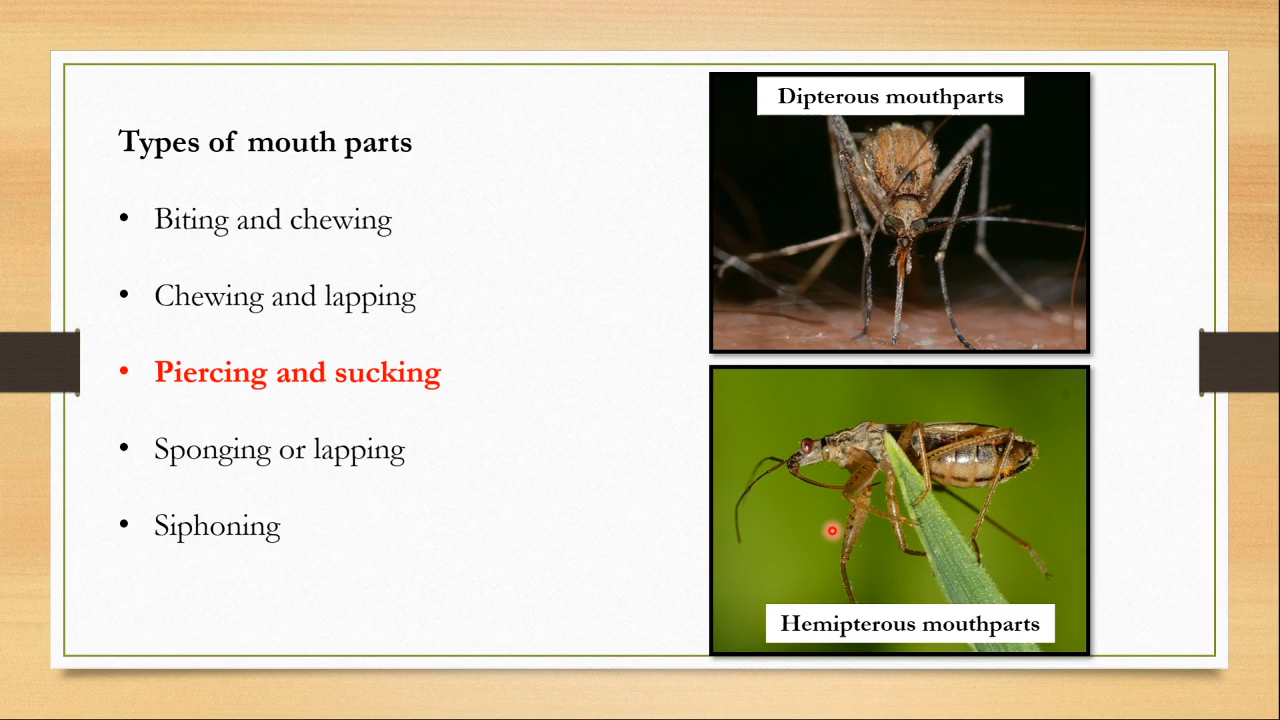 Types of mouth parts
• Biting and chewing
• Chewing and lapping
• Piercing and sucking
• Sponging or lapping
• Siphoning
Dipterous mouthparts
Hemipterous mouthparts